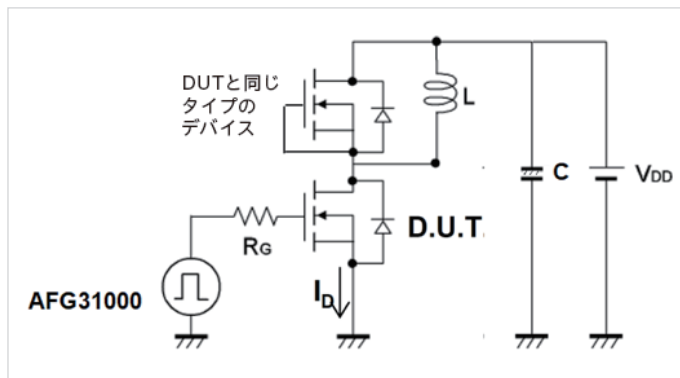 DUTと同じ
タイプの
デバイス
L
C
VDD
D.U.T.
RG
ID
AFG31000